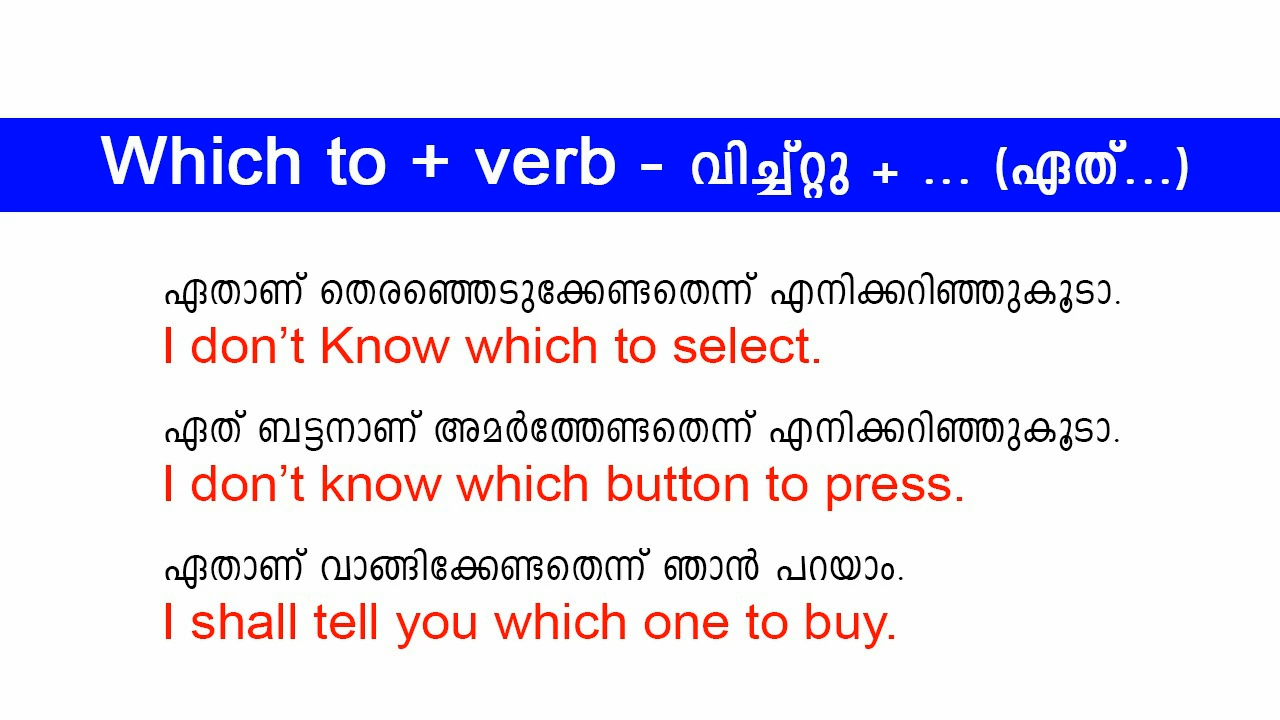 Which to + verb - വിച്ച്റ്റു + ... (ഏത്...)
ഏതാണ് തെരഞ്ഞെടുക്കേണ്ടതെന്ന് എനിക്കറിഞ്ഞുകൂടാ.
I don’t Know which to select.
ഏത് ബട്ടനാണ് അമർത്തേണ്ടതെന്ന് എനിക്കറിഞ്ഞുകൂടാ.
I don’t know which button to press.
ഏതാണ് വാങ്ങിക്കേണ്ടതെന്ന് ഞാൻ പറയാം.
I shall tell you which one to buy.